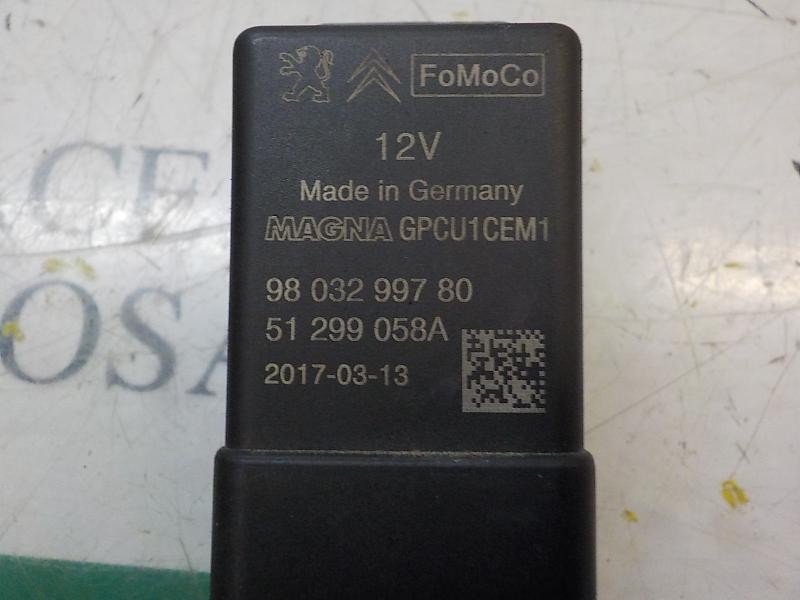 FoMoCo
12V
Made in Germany
MAGNA GPCU1CEM1
98 032 997 80
51 299 058A
2017-03-13